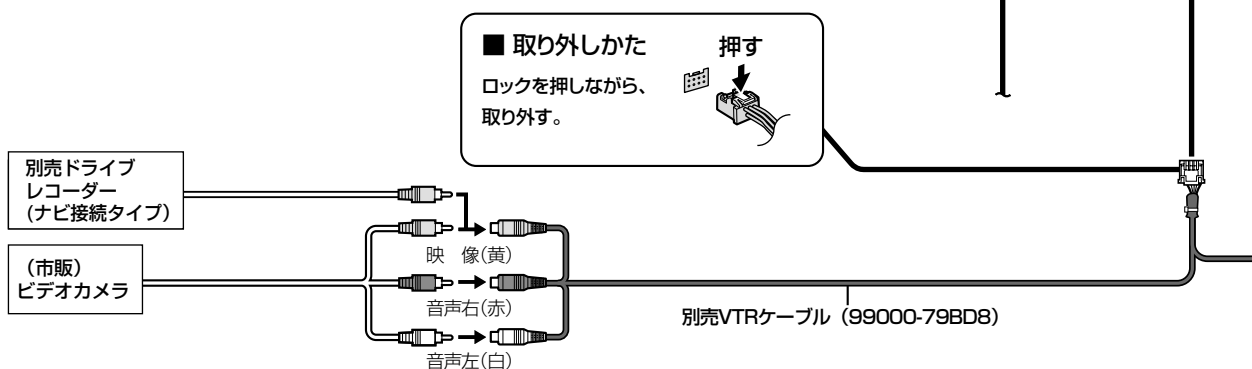 ■ 取り外しかた
押す
ロックを押しながら、
取り外す。
別売ドライブ
レコーダー
(ナビ接続タイプ)
映 像(黄)
(市販)
ビデオカメラ
音声右(赤)
別売VTRケーブル(99000-79BD8)
音声左(白)